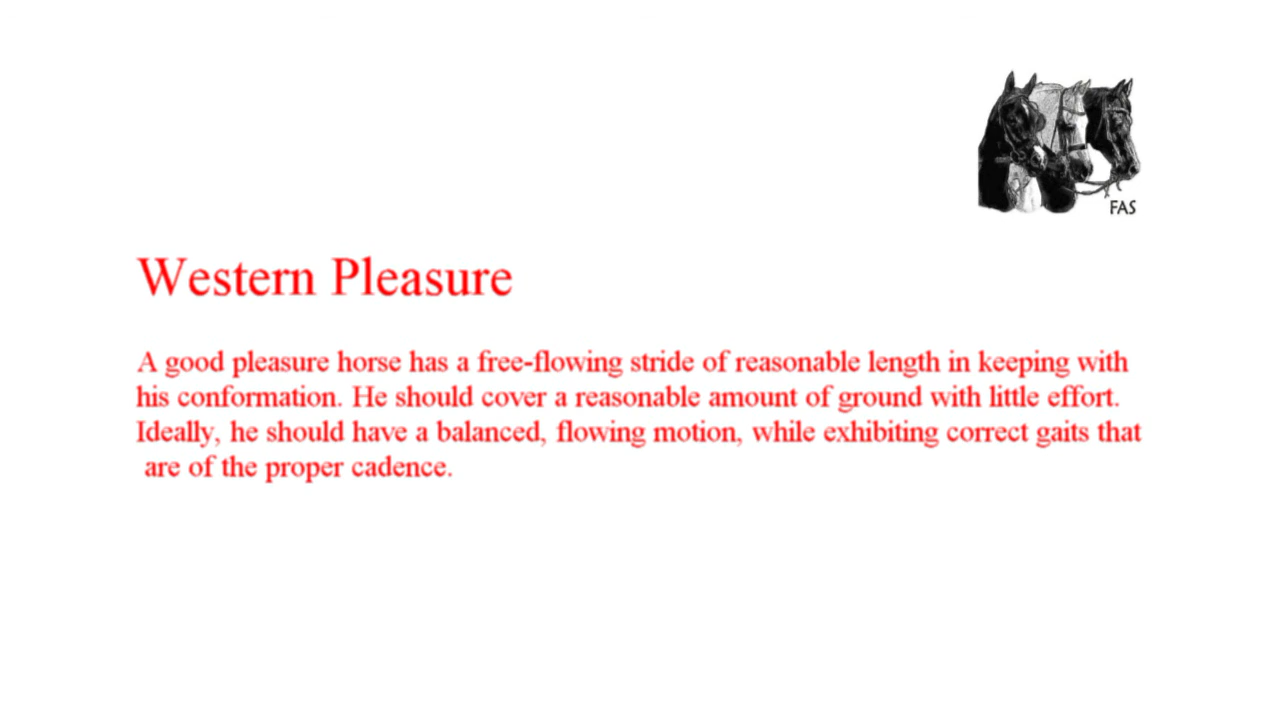 FAS
Western Pleasure
A good pleasure horse has a free-flowing stride of reasonable length in keeping with
his conformation. He should cover a reasonable amount of ground with little effort.
Ideally, he should have a balanced, flowing motion, while exhibiting correct gaits that
are of the proper cadence.